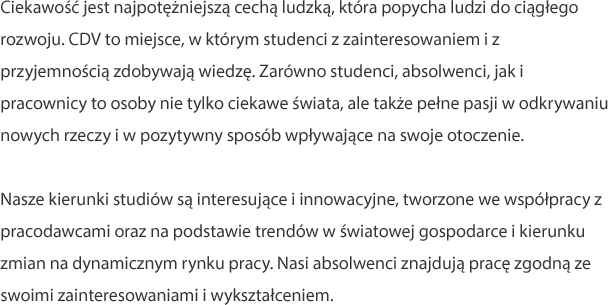 Ciekawość jest najpotężniejszą cechą ludzką, która popycha ludzi do ciągłego
rozwoju. CDV to miejsce, w którym studenci z zainteresowaniem i z
przyjemnością zdobywają wiedzę. Zarówno studenci, absolwenci, jak i
pracownicy to osoby nie tylko ciekawe świata, ale także pełne pasji w odkrywaniu
nowych rzeczy i w pozytywny sposób wpływające na swoje otoczenie.

Nasze kierunki studiów są interesujące i innowacyjne, tworzone we współpracy z
pracodawcami oraz na podstawie trendów w światowej gospodarce i kierunku
zmian na dynamicznym rynku pracy. Nasi absolwenci znajdują pracę zgodną ze
swoimi zainteresowaniami i wykształceniem.